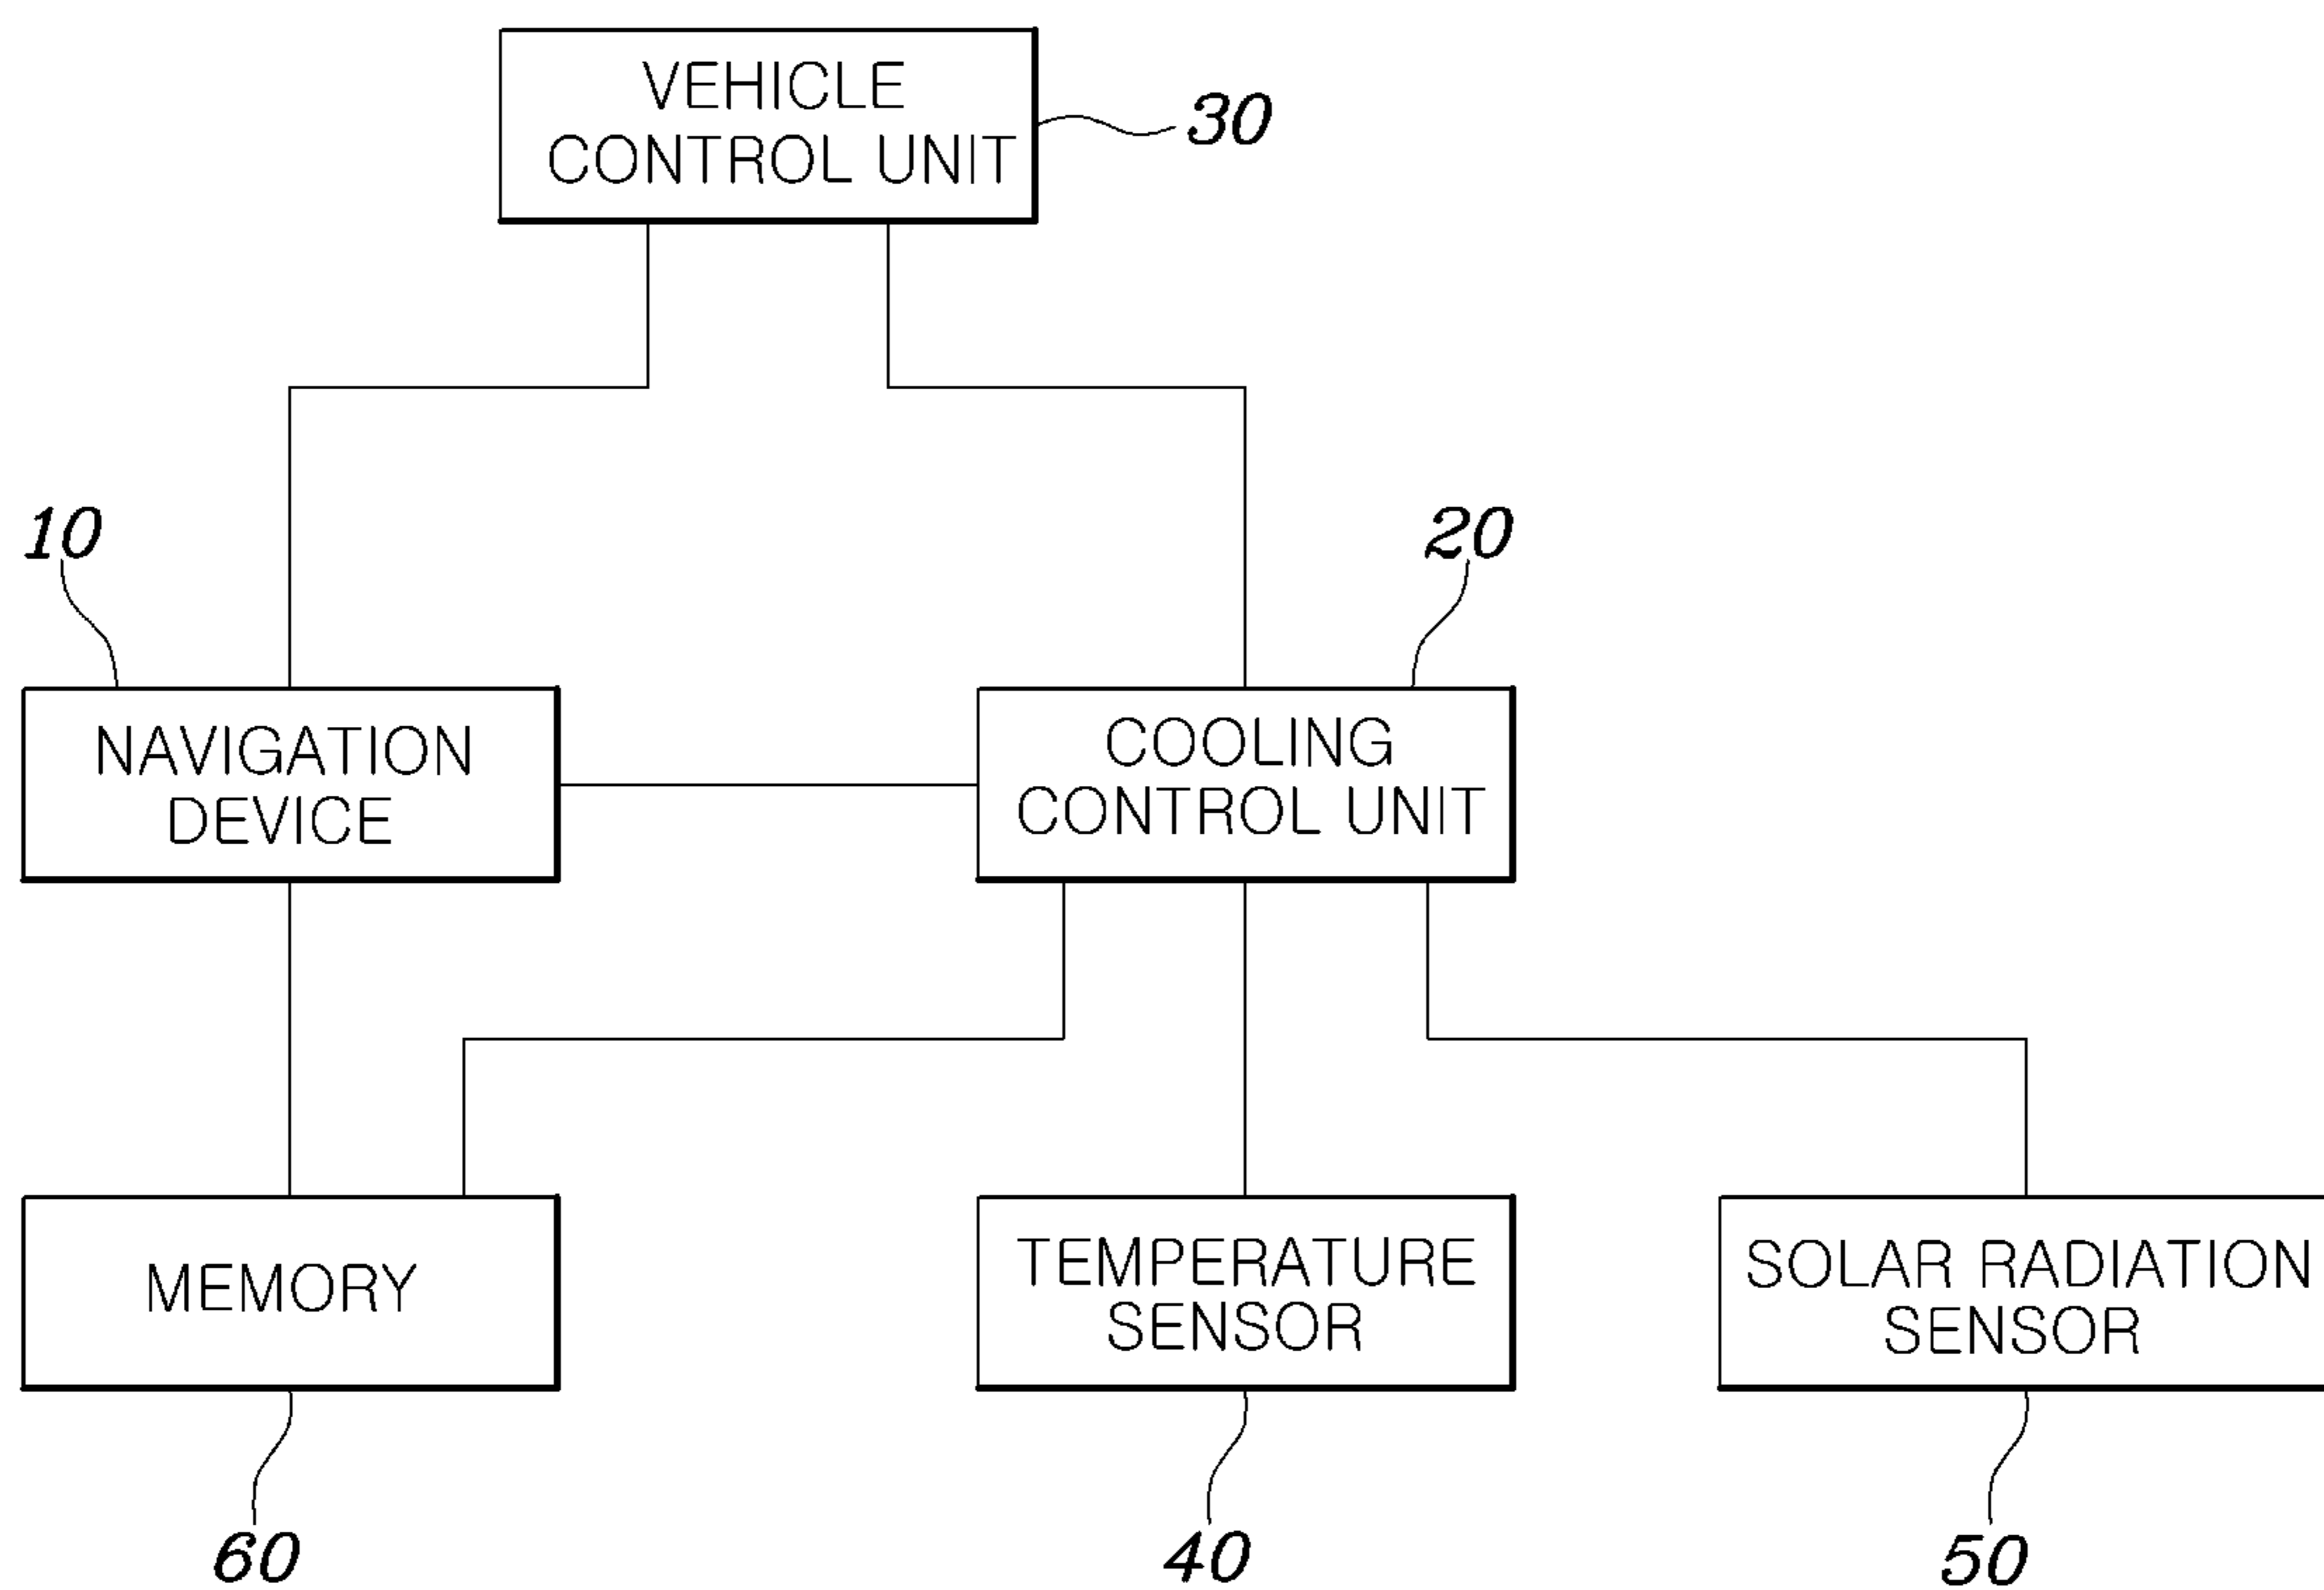 VEHICLE
CONTROL UNIT
30
10
20
NAVIGATION
DEVICE
COOLING
CONTROL UNIT
MEMORY
TEMPERATURE
SENSOR
SOLAR RADIATION
SENSOR
60
40
50